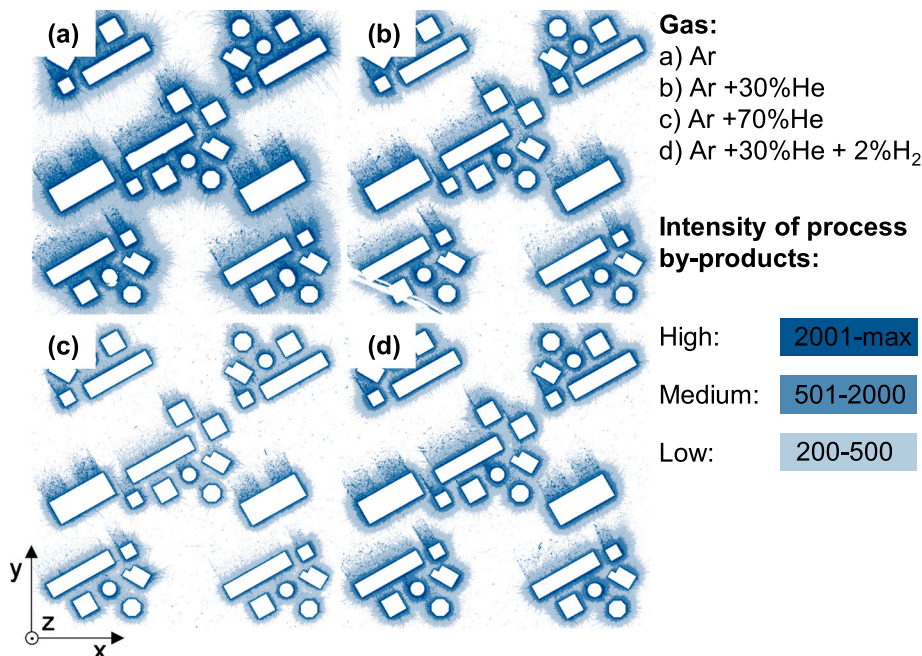 (a)
(b)
(c)
(d)
y
z
x
Gas:
a) Ar
b) Ar +30%He
c) Ar +70%He
d) Ar +30%He + 2%H₂
Intensity of process
by-products:
High: 2001-max
Medium: 501-2000
Low: 200-500